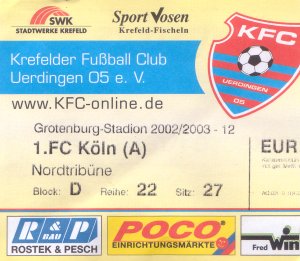 SWK
STADTWERKE KREFELD
Sport Vosen
Krefeld-Fischeln
Krefelder Fußball Club
Uerdingen 05 e. V.
KFC
UERDINGEN
05
www.KFC-online.de
Grotenburg-Stadion 2002/2003 - 12
1.FC Köln (A)
EUR
Nordtribüne
Block: D Reihe: 22 Sitz: 27
R&P
BAU
ROSTEK & PESCH
POCO
EINRICHTUNGSMÄRKTE
Fred Win